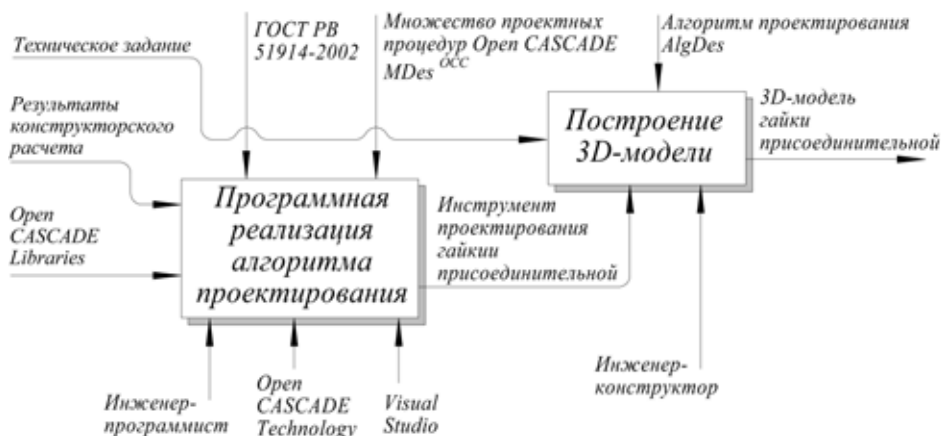 Техническое задание
ГОСТ РВ
51914-2002
Множество проектных
процедур Open CASCADE
MDes OCC
Алгоритм проектирования
AlgDes
Результаты
конструкторского
расчета
Open
CASCADE
Libraries
Программная
реализация
алгоритма
проектирования
Построение
3D-модели
3D-модель
гайки
присоединительной
Инструмент
проектирования
гайкии
присоединительной
Инженер-
программист
Open
CASCADE
Technology
Visual
Studio
Инженер-
конструктор